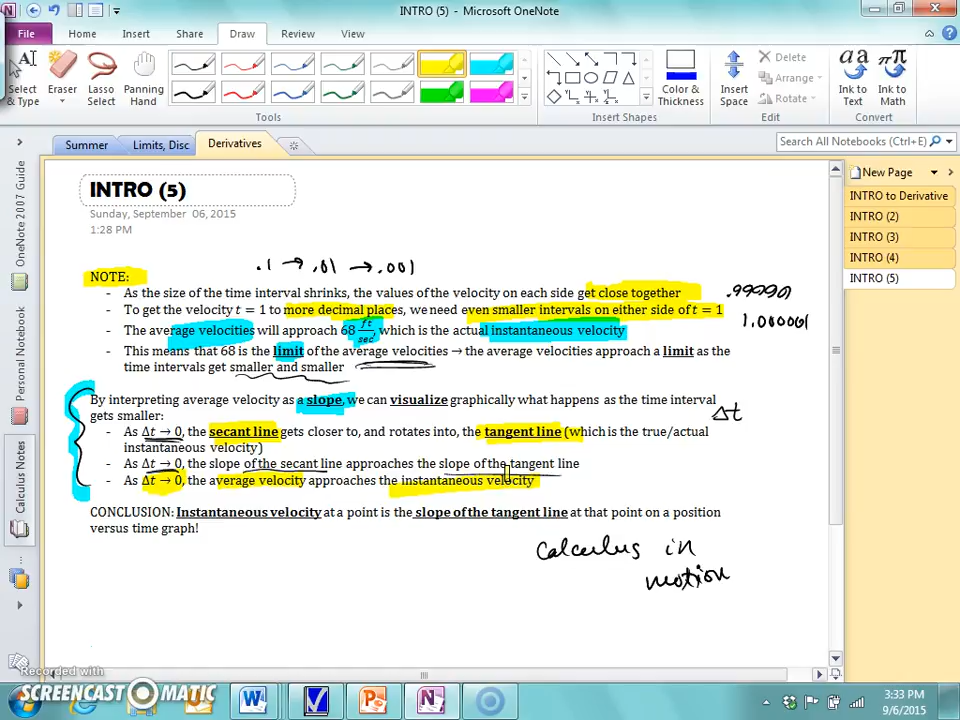 INTRO (5) - Microsoft OneNote
File Home Insert Share Draw Review View
Select & Type
Eraser
Lasso Select
Panning Hand
Color & Thickness
Insert Space
Delete
Arrange
Rotate
Ink to Text
Ink to Math
Tools Insert Shapes Edit Convert
Summer Limits, Disc Derivatives
Search All Notebooks (Ctrl+E)
New Page
INTRO to Derivative
INTRO (2)
INTRO (3)
INTRO (4)
INTRO (5)
OneNote 2007 Guide
Calculus Notes
INTRO (5)
Sunday, September 06, 2015
1:28 PM
.1 → .01 → .001
NOTE:
- As the size of the time interval shrinks, the values of the velocity on each side get close together
- To get the velocity t = 1 to more decimal places, we need even smaller intervals on either side of t = 1
1.000001
- The average velocities will approach 68 ft/sec, which is the actual instantaneous velocity
- This means that 68 is the limit of the average velocities → the average velocities approach a limit as the
time intervals get smaller and smaller
By interpreting average velocity as a slope, we can visualize graphically what happens as the time interval
gets smaller:
Δt
- As Δt → 0, the secant line gets closer to, and rotates into, the tangent line (which is the true/actual
instantaneous velocity)
- As Δt → 0, the slope of the secant line approaches the slope of the tangent line
- As Δt → 0, the average velocity approaches the instantaneous velocity
CONCLUSION: Instantaneous velocity at a point is the slope of the tangent line at that point on a position
versus time graph!
Calculus in
motion
Recorded with
SCREENCAST MATIC
3:33 PM
9/6/2015